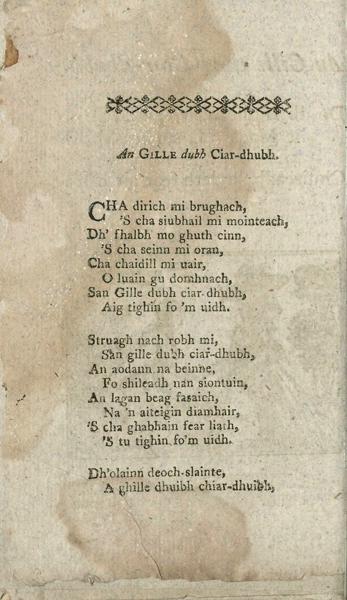 An GILLE dubh Ciar-dhubh.
CHA dirich mi brughach,
'S cha siubhail mi mointeach,
Dh' fhalbh mo ghuth cinn,
'S cha seinn mi oran,
Cha chaidill mi uair,
O luain gu domhnach,
San Gille dubh ciar-dhubh,
Aig tighin fo 'm uidh.
Struagh nach robh mi,
San gille dubh ciar-dhubh,
An aodann na beinne,
Fo shileadh nan siontuin,
An lagan beag fasaich,
Na 'n aiteigin diamhair,
'S cha ghabhain fear liath,
'S tu tighin fo'm uidh.
Dh'olainn deoch-slainte,
A ghille dhuibh chiar-dhuibh,